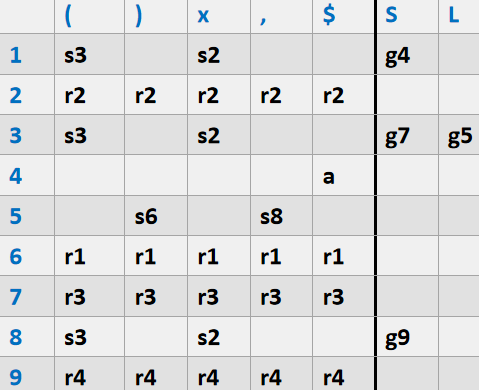 ( ) x , $ S L
1 s3 s2 g4
2 r2 r2 r2 r2 r2
3 s3 s2 g7 g5
4 a
5 s6 s8
6 r1 r1 r1 r1 r1
7 r3 r3 r3 r3 r3
8 s3 s2 g9
9 r4 r4 r4 r4 r4